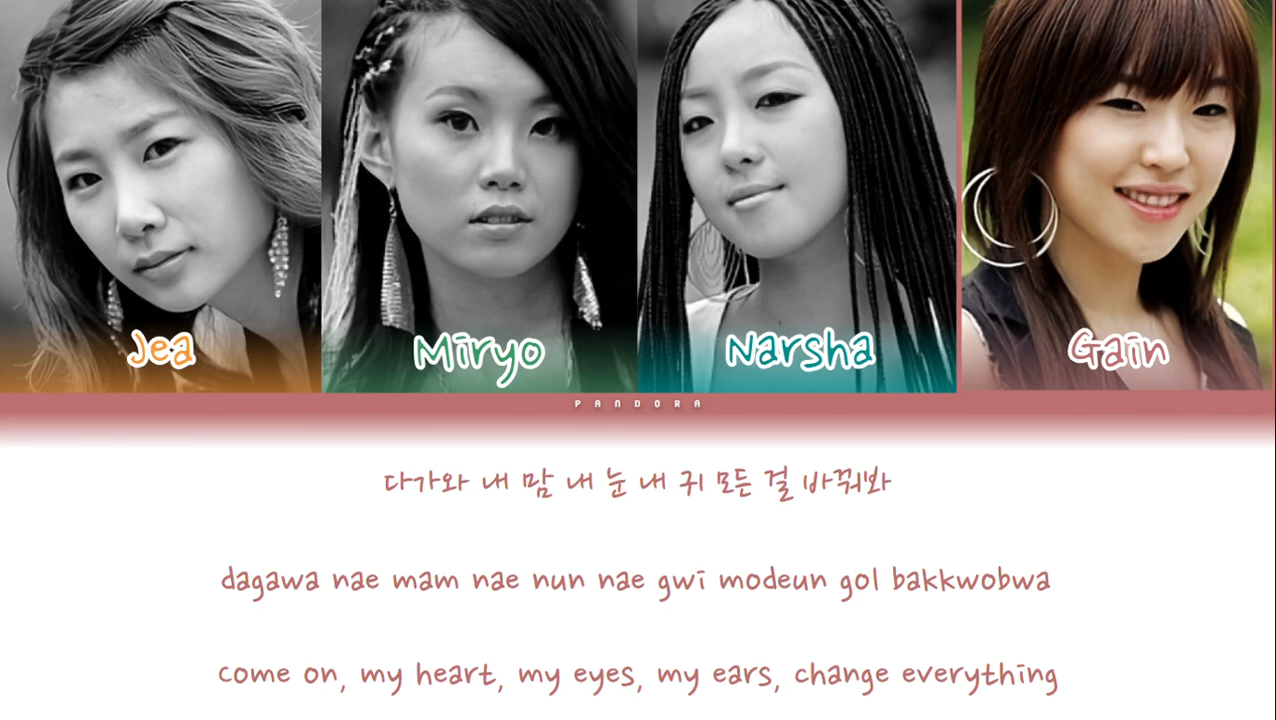 Jea
Miryo
Narsha
Gain
PANDORA
다가와 내 맘 내 눈 내 귀 모든 걸 바꿔봐
dagawa nae mam nae nun nae gwi modeun gol bakkwobwa
come on, my heart, my eyes, my ears, change everything